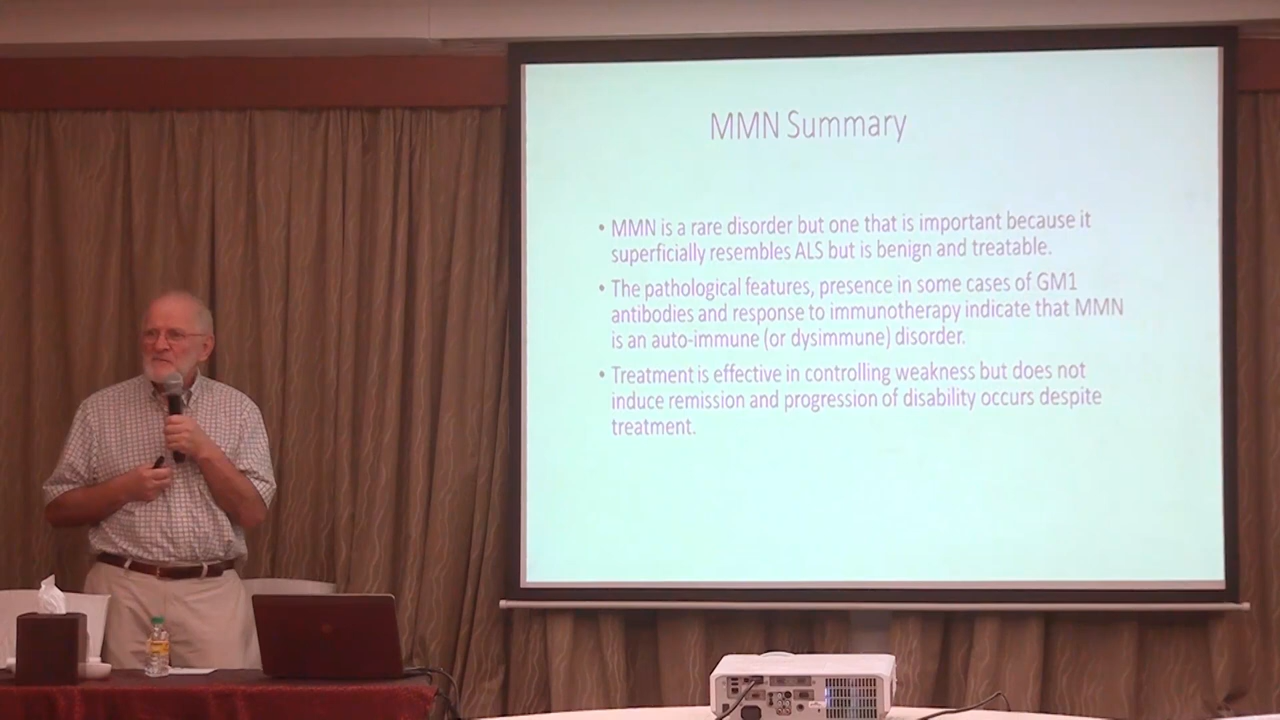 MMN Summary
• MMN is a rare disorder but one that is important because it
superficially resembles ALS but is benign and treatable.
• The pathological features, presence in some cases of GM1
antibodies and response to immunotherapy indicate that MMN
is an auto-immune (or dysimmune) disorder.
• Treatment is effective in controlling weakness but does not
induce remission and progression of disability occurs despite
treatment.